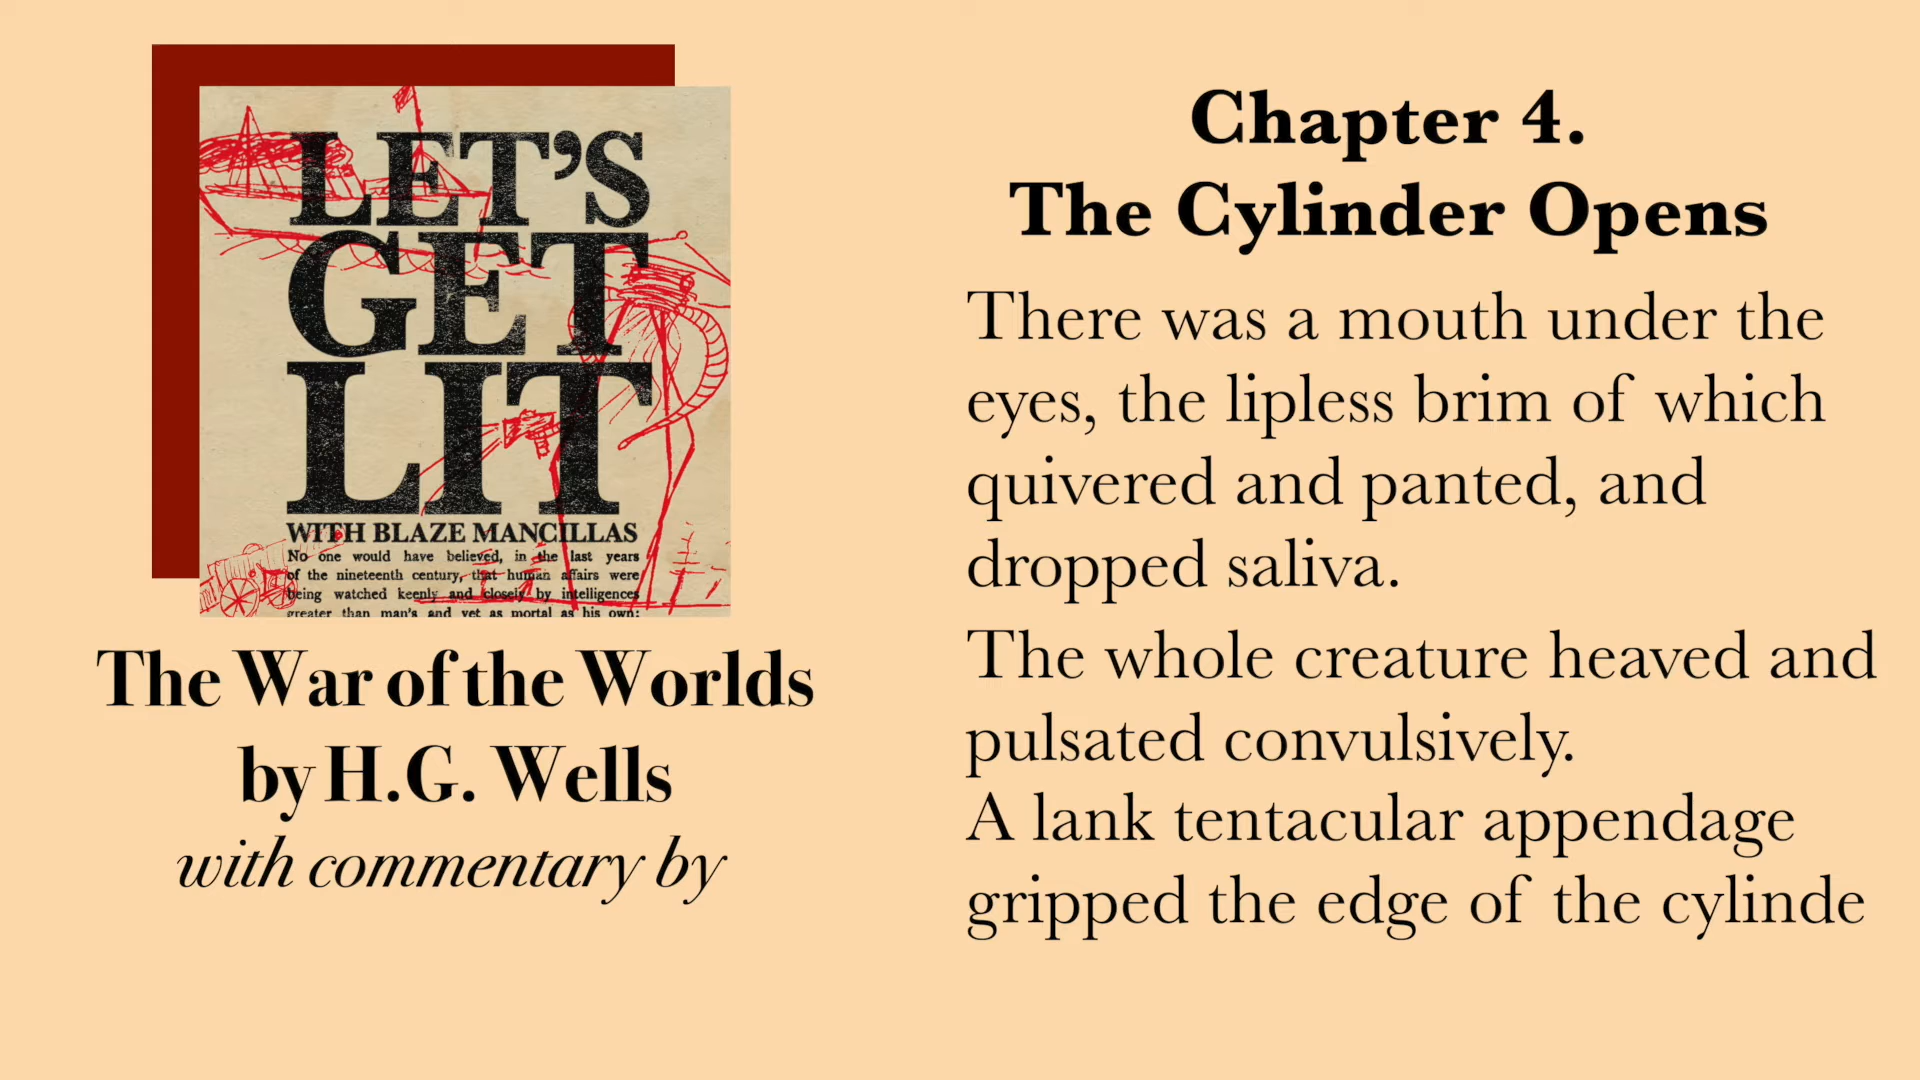 LET'S
GET
LIT
WITH BLAZE MANCILLAS
No one would have believed, in the last years
of the nineteenth century, that human affairs were
being watched keenly and closely by intelligences
greater than man's and yet as mortal as his own;
The War of the Worlds
by H.G. Wells
with commentary by
Chapter 4.
The Cylinder Opens
There was a mouth under the
eyes, the lipless brim of which
quivered and panted, and
dropped saliva.
The whole creature heaved and
pulsated convulsively.
A lank tentacular appendage
gripped the edge of the cylinde